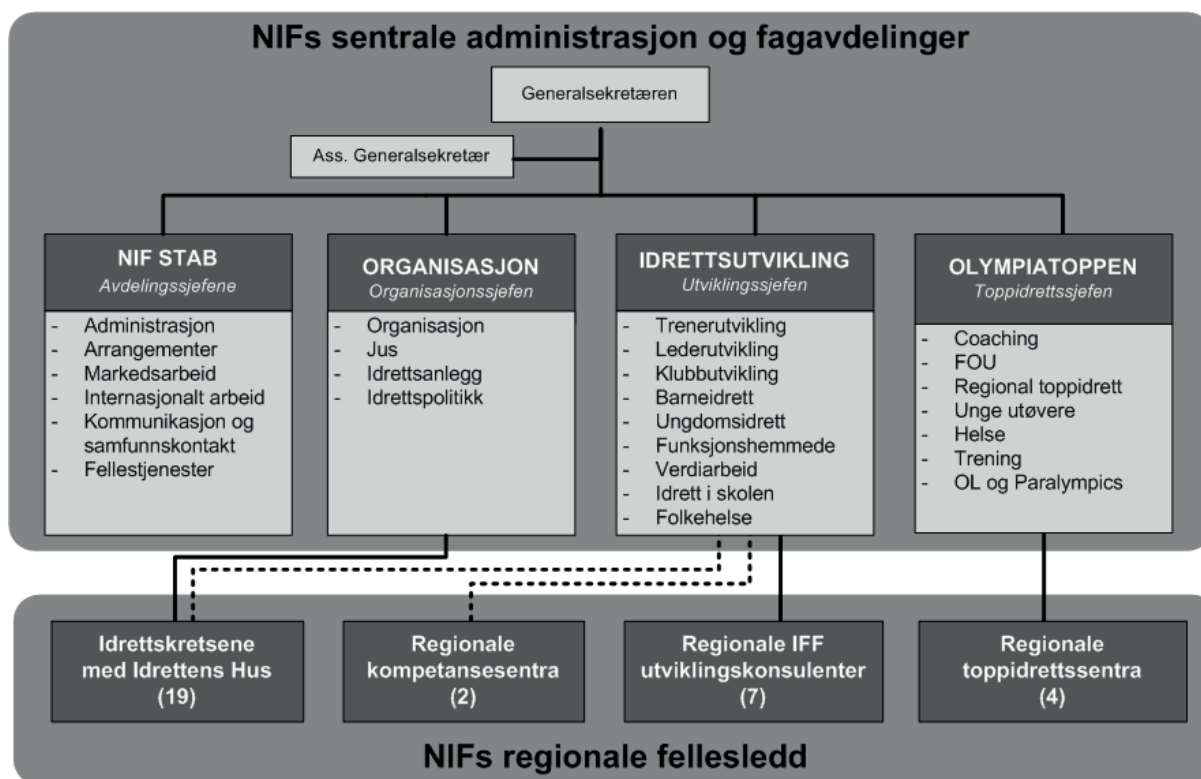 NIFs sentrale administrasjon og fagavdelinger
Generalsekretæren
Ass. Generalsekretær
NIF STAB
Avdelingssjefene
- Administrasjon
- Arrangementer
- Markedsarbeid
- Internasjonalt arbeid
- Kommunikasjon og
samfunnskontakt
- Fellestjenester
ORGANISASJON
Organisasjonssjefen
- Organisasjon
- Jus
- Idrettsanlegg
- Idrettspolitikk
IDRETTSUTVIKLING
Utviklingssjefen
- Trenerutvikling
- Lederutvikling
- Klubbutvikling
- Barneidrett
- Ungdomsidrett
- Funksjonshemmede
- Verdiarbeid
- Idrett i skolen
- Folkehelse
OLYMPIATOPPEN
Toppidrettssjefen
- Coaching
- FOU
- Regional toppidrett
- Unge utøvere
- Helse
- Trening
- OL og Paralympics
Idrettskretsene
med Idrettens Hus
(19)
Regionale
kompetansesentra
(2)
Regionale IFF
utviklingskonsulenter
(7)
Regionale
toppidrettssentra
(4)
NIFs regionale fellesledd